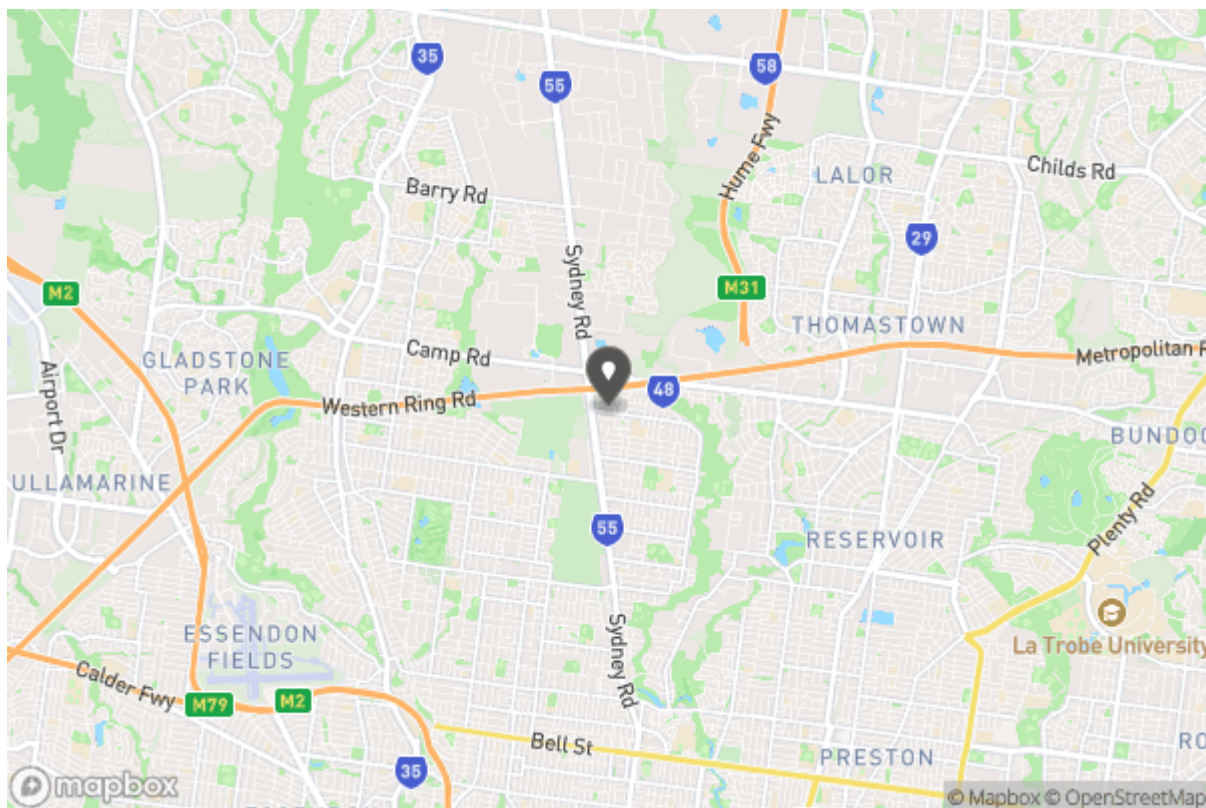 35
55
58
Hume Fwy
LALOR
Childs Rd
Barry Rd
29
Sydney Rd
M2
M31
THOMASTOWN
Camp Rd
GLADSTONE
PARK
Metropolitan R
Airport Dr
Western Ring Rd
48
BUNDOO
ULLAMARINE
Plenty Rd
55
RESERVOIR
ESSENDON
FIELDS
La Trobe University
Sydney Rd
Calder Fwy
M79
M2
Bell St
PRESTON
RO
35
mapbox
© Mapbox © OpenStreetMap